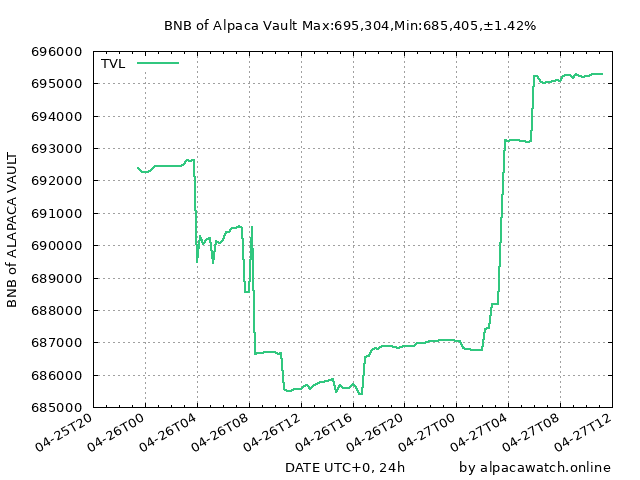 BNB of Alpaca Vault Max:695,304,Min:685,405,±1.42%
TVL
696000
695000
694000
693000
692000
691000
690000
689000
688000
687000
686000
685000
BNB of ALAPACA VAULT
04-25T20
04-26T00
04-26T04
04-26T08
04-26T12
04-26T16
04-26T20
04-27T00
04-27T04
04-27T08
04-27T12
DATE UTC+0, 24h
by alpacawatch.online